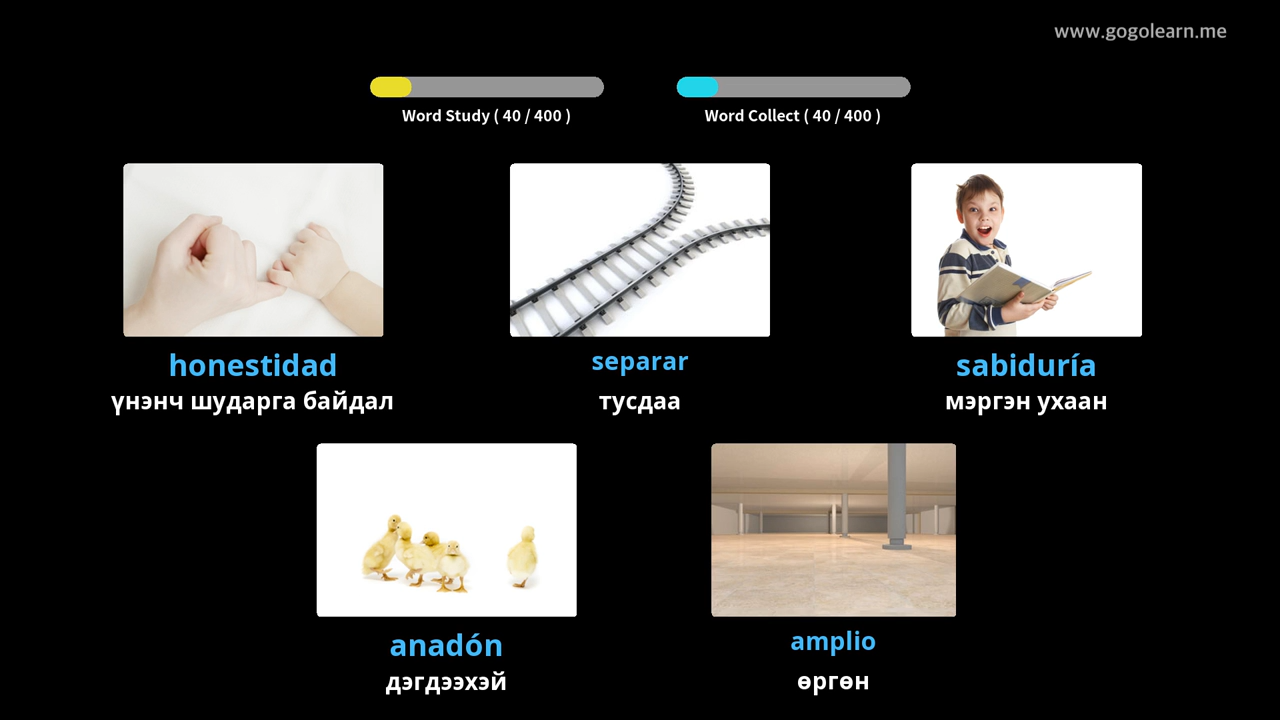 www.gogolearn.me
Word Study ( 40 / 400 )
Word Collect ( 40 / 400 )
honestidad
үнэнч шударга байдал
separar
тусдаа
sabiduría
мэргэн ухаан
anadón
дэгдээхэй
amplio
өргөн